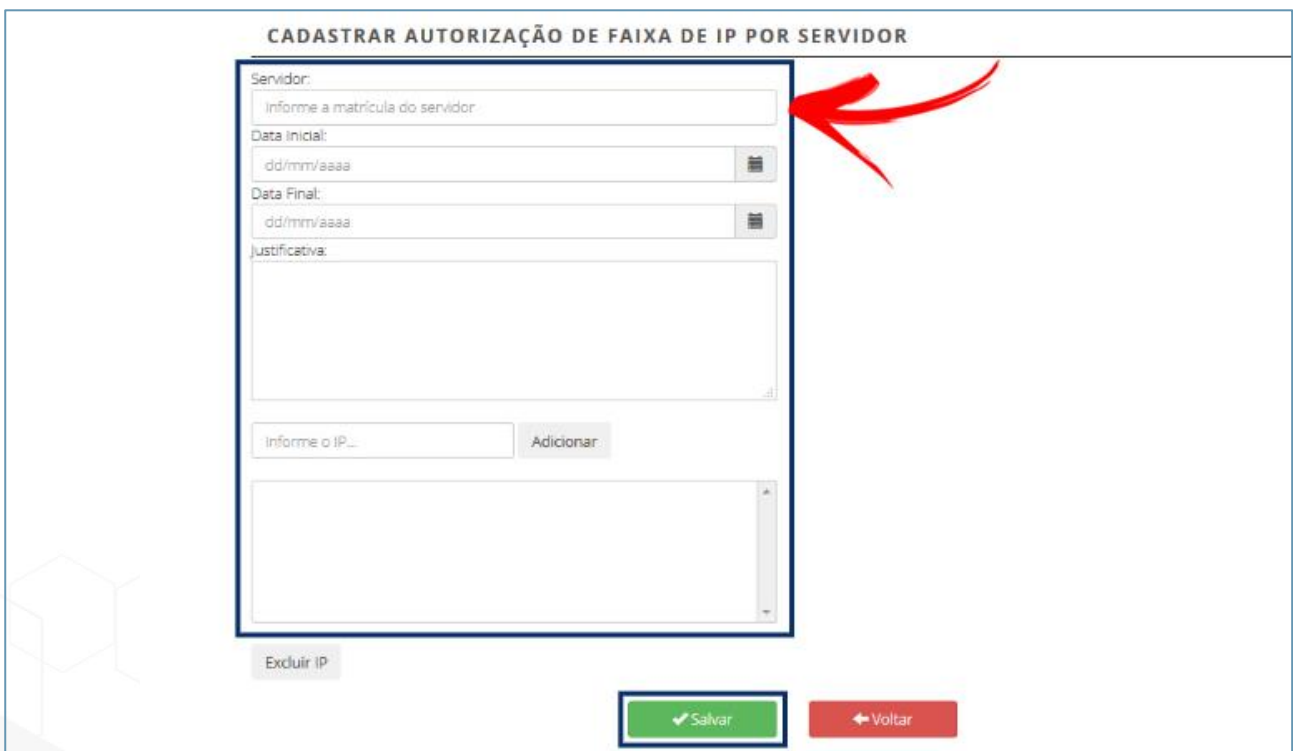 CADASTRAR AUTORIZAÇÃO DE FAIXA DE IP POR SERVIDOR
Servidor:
Informe a matrícula do servidor
Data Inicial:
dd/mm/aaaa
Data Final:
dd/mm/aaaa
Justificativa:
Informe o IP...
Adicionar
Excluir IP
Salvar
Voltar